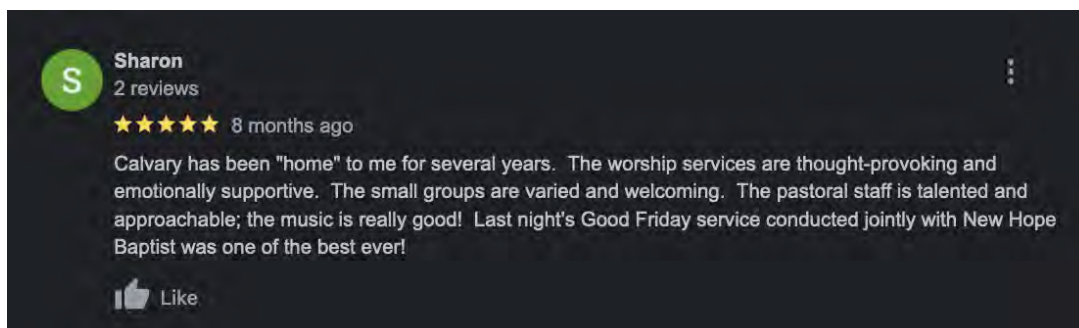 S
Sharon
2 reviews
8 months ago
Calvary has been "home" to me for several years.  The worship services are thought-provoking and
emotionally supportive.  The small groups are varied and welcoming.  The pastoral staff is talented and
approachable; the music is really good!  Last night's Good Friday service conducted jointly with New Hope
Baptist was one of the best ever!
Like